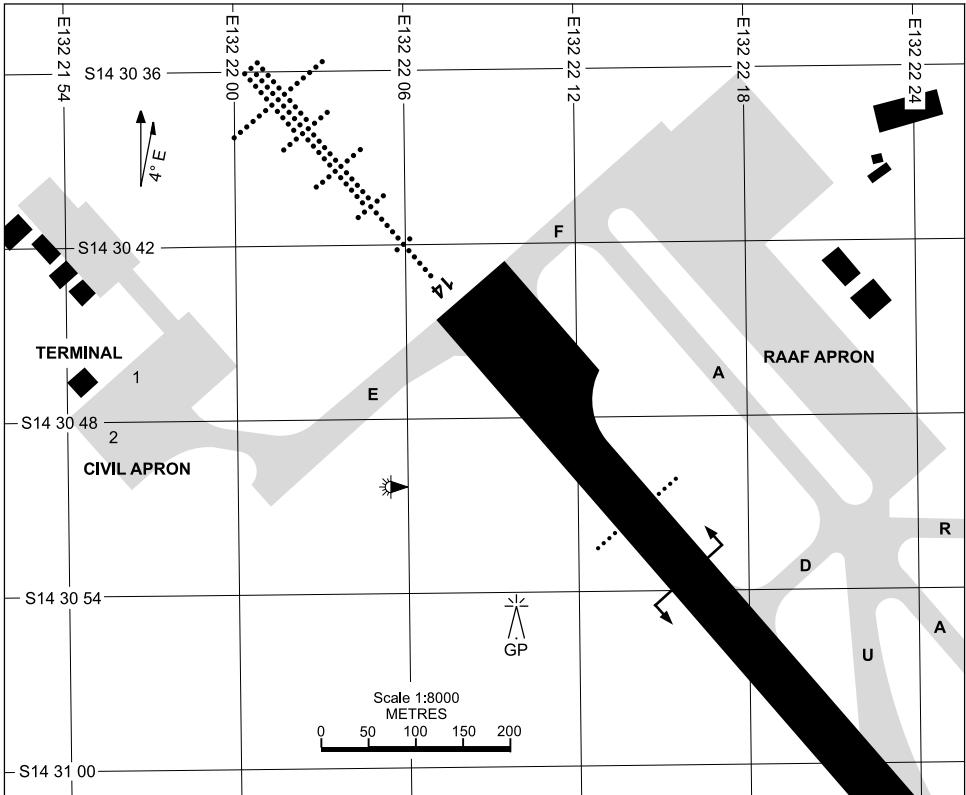 E132 21 54
E132 22 00
E132 22 06
E132 22 12
E132 22 18
E132 22 24
S14 30 36
4° E
S14 30 42
F
14
TERMINAL
1
RAAF APRON
A
E
S14 30 48
2
CIVIL APRON
R
D
S14 30 54
A
U
GP
Scale 1:8000
METRES
0 50 100 150 200
S14 31 00